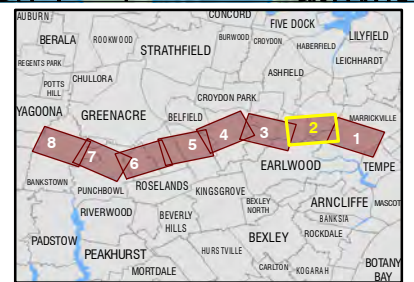 AUBURN
CONCORD
FIVE DOCK
BERALA
ROOKWOOD
BURWOOD
CROYDON
HABERFIELD
LILYFIELD
STRATHFIELD
REGENTS PARK
LEICHHARDT
CHULLORA
ASHFIELD
POTTS
HILL
CROYDON PARK
YAGOONA
GREENACRE
BELFIELD
MARRICKVILLE
8
7
6
5
4
3
2
1
EARLWOOD
TEMPE
BANKSTOWN
PUNCHBOWL
ROSELANDS
KINGSGROVE
BEXLEY
NORTH
ARNCLIFFE
MASCOT
RIVERWOOD
BEVERLY
HILLS
BANKSIA
ROCKDALE
PADSTOW
BEXLEY
PEAKHURST
HURSTVILLE
BOTANY
BAY
MORTDALE
CARLTON
KOGARAH